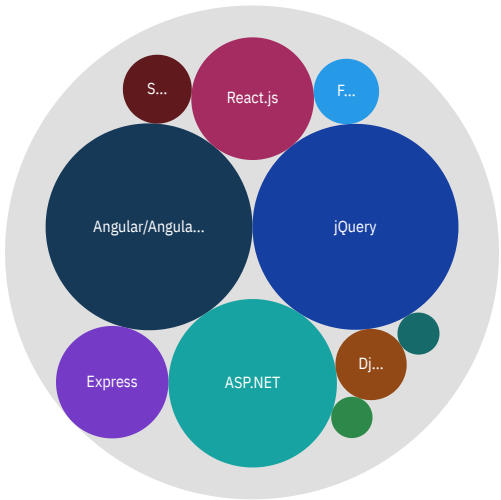 S...
React.js
F...
Angular/Angula...
jQuery
Express
ASP.NET
Dj...